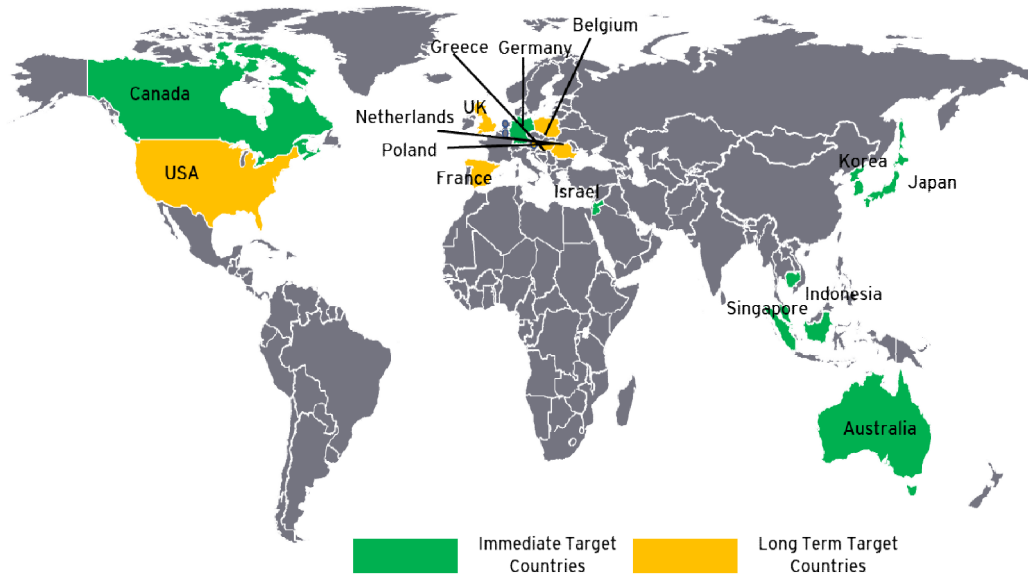 Belgium
Greece
Germany
Canada
UK
Netherlands
Poland
USA
France
Israel
Korea
Japan
Indonesia
Singapore
Australia
Immediate Target
Countries
Long Term Target
Countries